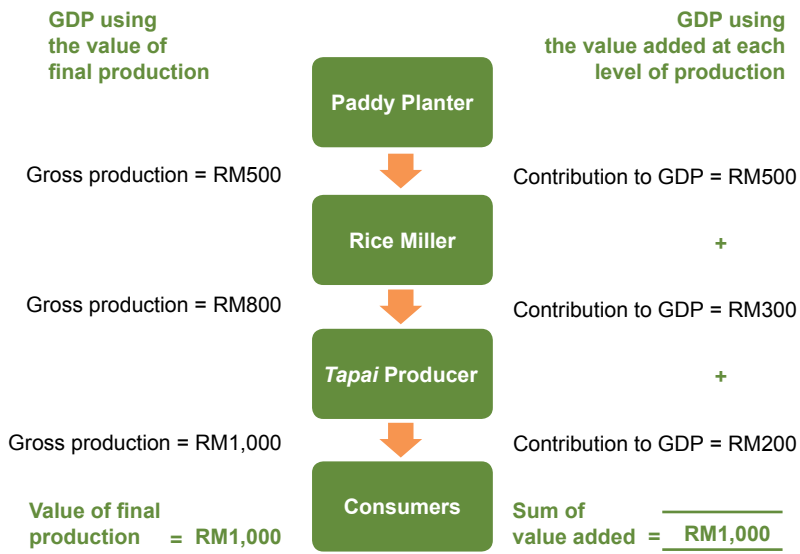 GDP using
the value of
final production
GDP using
the value added at each
level of production
Paddy Planter
Gross production = RM500
Contribution to GDP = RM500
Rice Miller
+
Gross production = RM800
Contribution to GDP = RM300
Tapai Producer
+
Gross production = RM1,000
Contribution to GDP = RM200
Consumers
Value of final
production = RM1,000
Sum of
value added = RM1,000